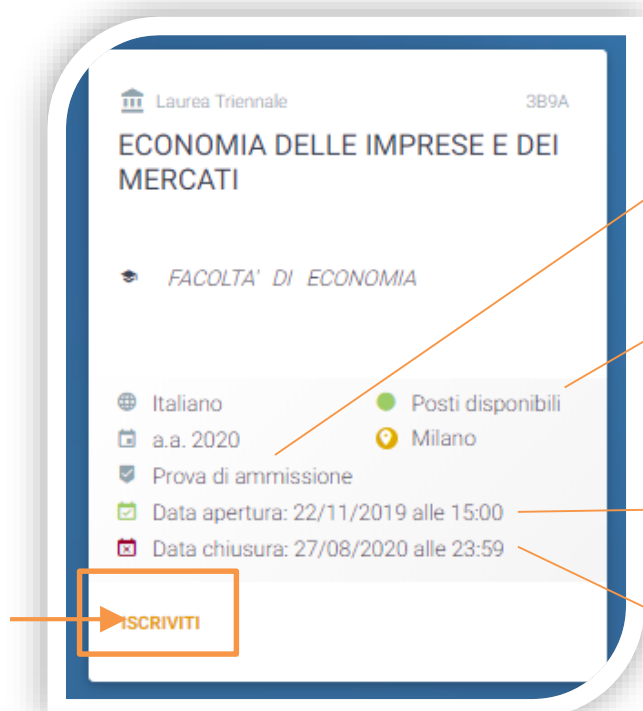 Laurea Triennale 3B9A
ECONOMIA DELLE IMPRESE E DEI
MERCATI
FACOLTA' DI ECONOMIA
Italiano Posti disponibili
a.a. 2020 Milano
Prova di ammissione
Data apertura: 22/11/2019 alle 15:00
Data chiusura: 27/08/2020 alle 23:59
ISCRIVITI